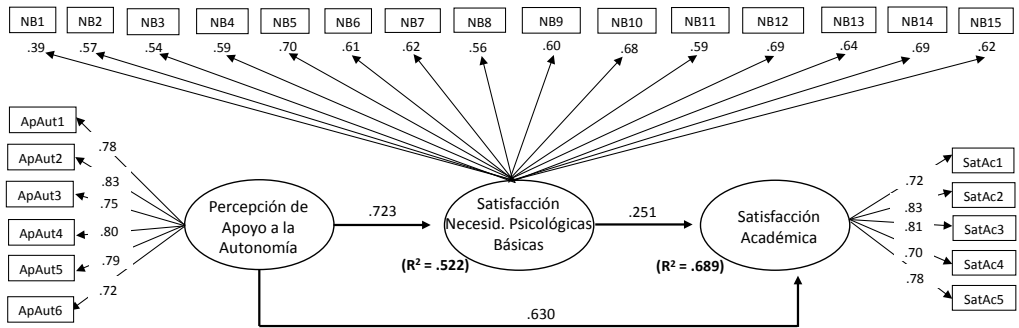 NB1 NB2 NB3 NB4 NB5 NB6 NB7 NB8 NB9 NB10 NB11 NB12 NB13 NB14 NB15
.39 .57 .54 .59 .70 .61 .62 .56 .60 .68 .59 .69 .64 .69 .62
ApAut1
.78
ApAut2
.83
ApAut3
.75
ApAut4
.80
ApAut5
.79
ApAut6
.72
Percepción de
Apoyo a la
Autonomía
.723
Satisfacción
Necesid. Psicológicas
Básicas
(R² = .522)
.251
Satisfacción
Académica
(R² = .689)
.630
SatAc1
.72
SatAc2
.83
SatAc3
.81
SatAc4
.70
SatAc5
.78